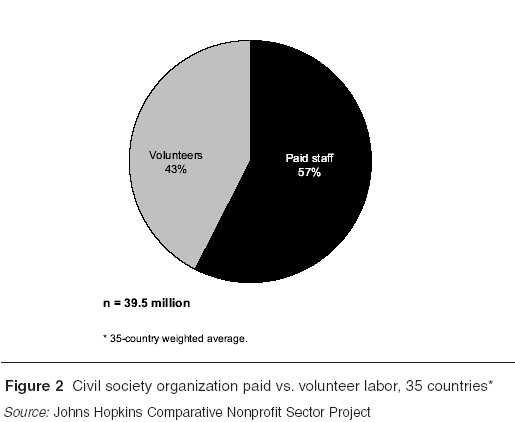 Volunteers
43%
Paid staff
57%
n = 39.5 million
* 35-country weighted average.
Figure 2 Civil society organization paid vs. volunteer labor, 35 countries*
Source: Johns Hopkins Comparative Nonprofit Sector Project